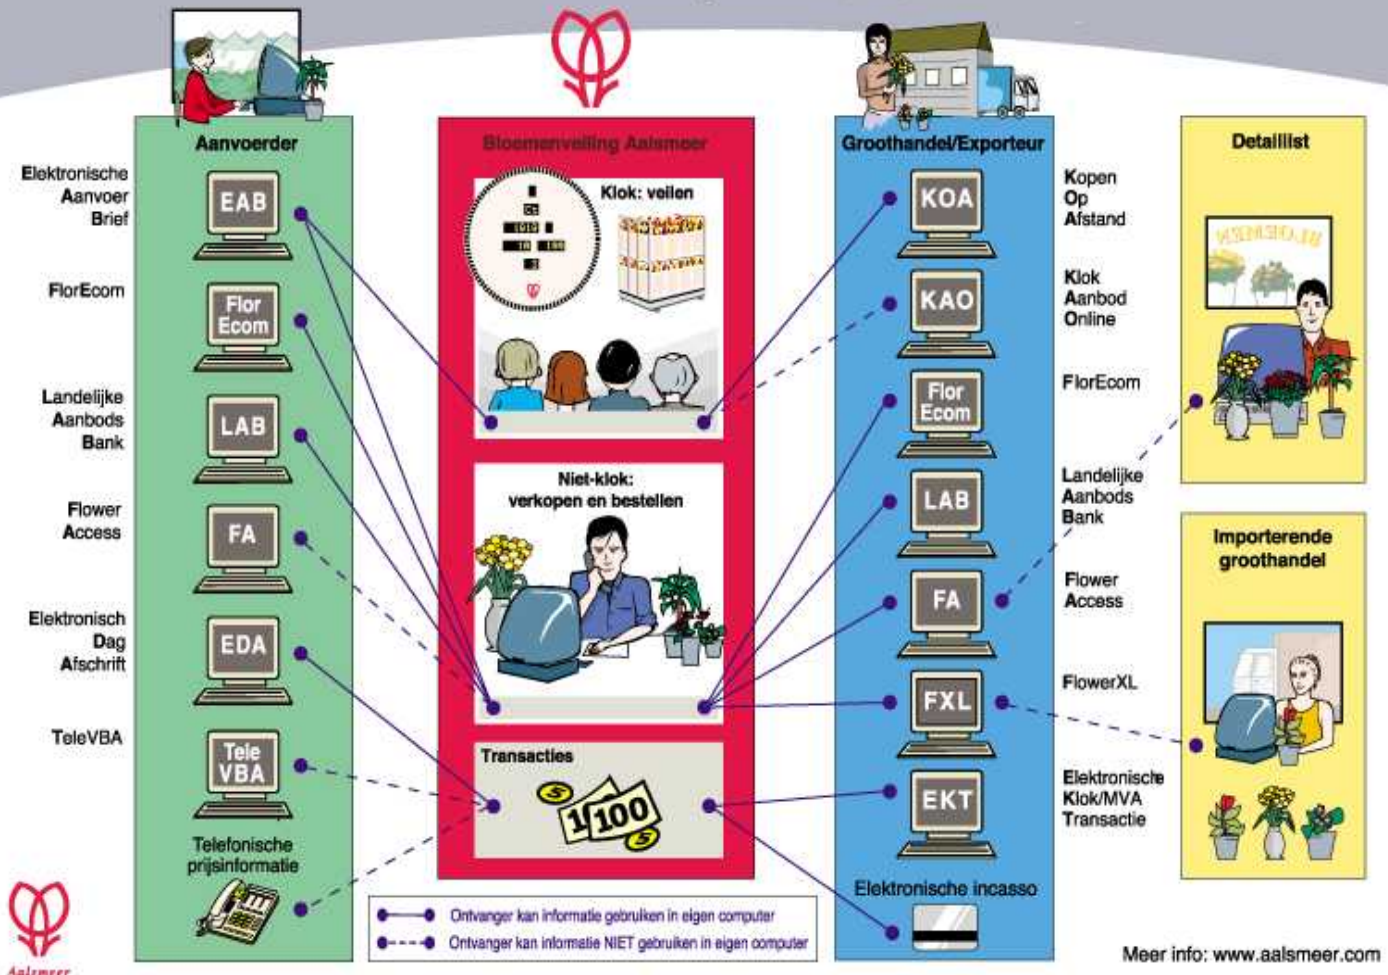 Aanvoerder
Elektronische
Aanvoer
Brief
EAB
FlorEcom
Flor
Ecom
Landelijke
Aanbods
Bank
LAB
Flower
Access
FA
Elektronisch
Dag
Afschrift
EDA
TeleVBA
Tele
VBA
Telefonische
prijsinformatie
Aalsmeer
Bloemenveiling Aalsmeer
Klok: veilen
Niet-klok:
verkopen en bestellen
Transacties
100
Ontvanger kan informatie gebruiken in eigen computer
Ontvanger kan informatie NIET gebruiken in eigen computer
Groothandel/Exporteur
KOA
Kopen
Op
Afstand
KAO
Klok
Aanbod
Online
Flor
Ecom
FlorEcom
LAB
Landelijke
Aanbods
Bank
FA
Flower
Access
FXL
FlowerXL
EKT
Elektronische
Klok/MVA
Transactie
Elektronische incasso
Detaillist
BLOEMEN
Importerende
groothandel
Meer info: www.aalsmeer.com